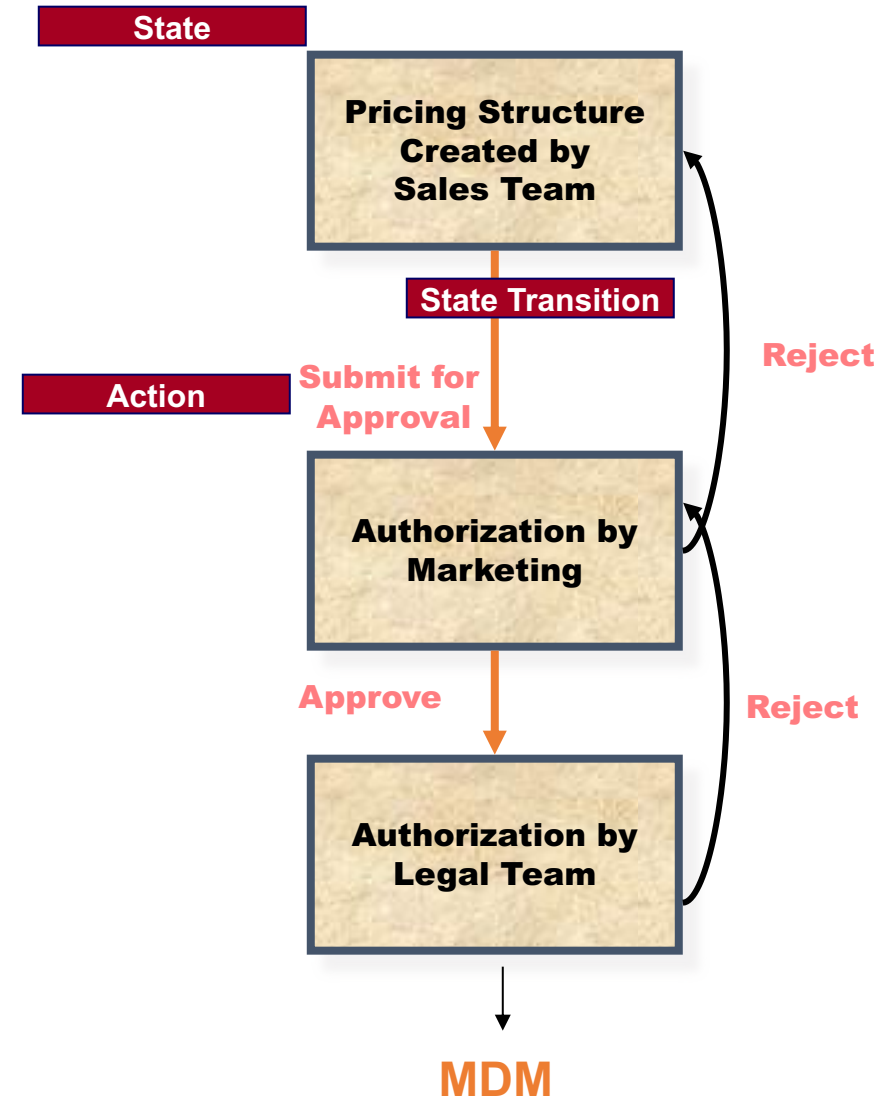 State
Pricing Structure
Created by
Sales Team
State Transition
Reject
Submit for
Approval
Action
Authorization by
Marketing
Approve
Reject
Authorization by
Legal Team
MDM